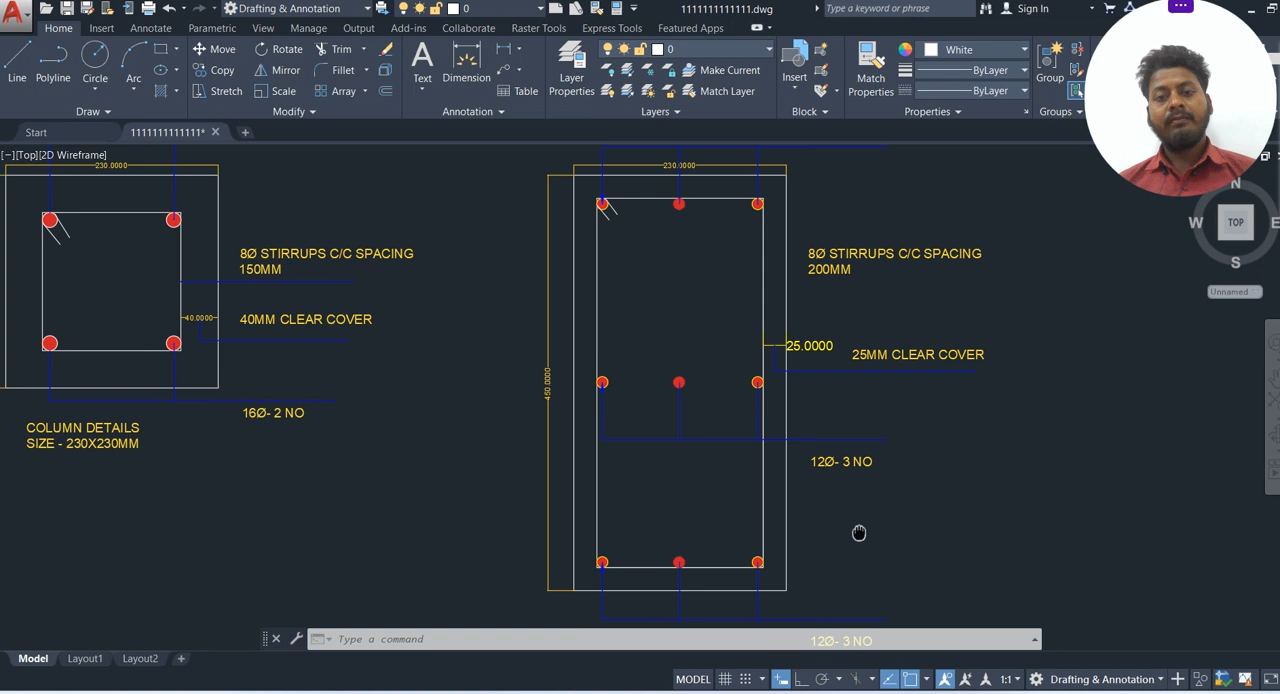 Drafting & Annotation
0
1111111111111.dwg
Type a keyword or phrase
Sign In
Home Insert Annotate Parametric View Manage Output Add-ins Collaborate Raster Tools Express Tools Featured Apps
Line
Polyline
Circle
Arc
Move
Rotate
Trim
Copy
Mirror
Fillet
Stretch
Scale
Array
Text
Dimension
Table
Layer
Properties
0
Make Current
Match Layer
Insert
Match
Properties
White
ByLayer
ByLayer
Group
Draw
Modify
Annotation
Layers
Block
Properties
Groups
Start
1111111111111*
[−][Top][2D Wireframe]
230.0000
8Ø STIRRUPS C/C SPACING
150MM
40.0000
40MM CLEAR COVER
16Ø- 2 NO
COLUMN DETAILS
SIZE - 230X230MM
230.0000
450.0000
8Ø STIRRUPS C/C SPACING
200MM
25.0000
25MM CLEAR COVER
12Ø- 3 NO
12Ø- 3 NO
N
W
TOP
E
S
Unnamed
Type a command
Model
Layout1
Layout2
MODEL
1:1
Drafting & Annotation